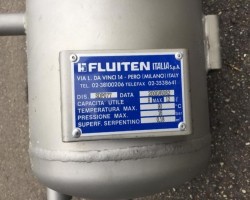 FLUITEN ITALIA S.p.A.
VIA L. DA VINCI 14 - PERO (MILANO) ITALY
TEL. 02-38100206 TELEFAX 02-3538641
DIS. DATA
CAPACITA UTILE
TEMPERATURA MAX.
PRESSIONE MAX.
SUPERF. SERPENTINO